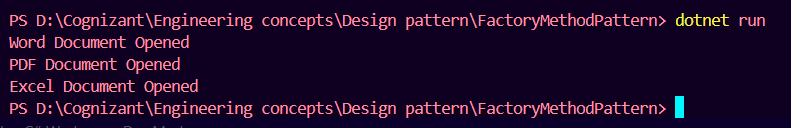 PS D:\Cognizant\Engineering concepts\Design pattern\FactoryMethodPattern> dotnet run
Word Document Opened
PDF Document Opened
Excel Document Opened
PS D:\Cognizant\Engineering concepts\Design pattern\FactoryMethodPattern>